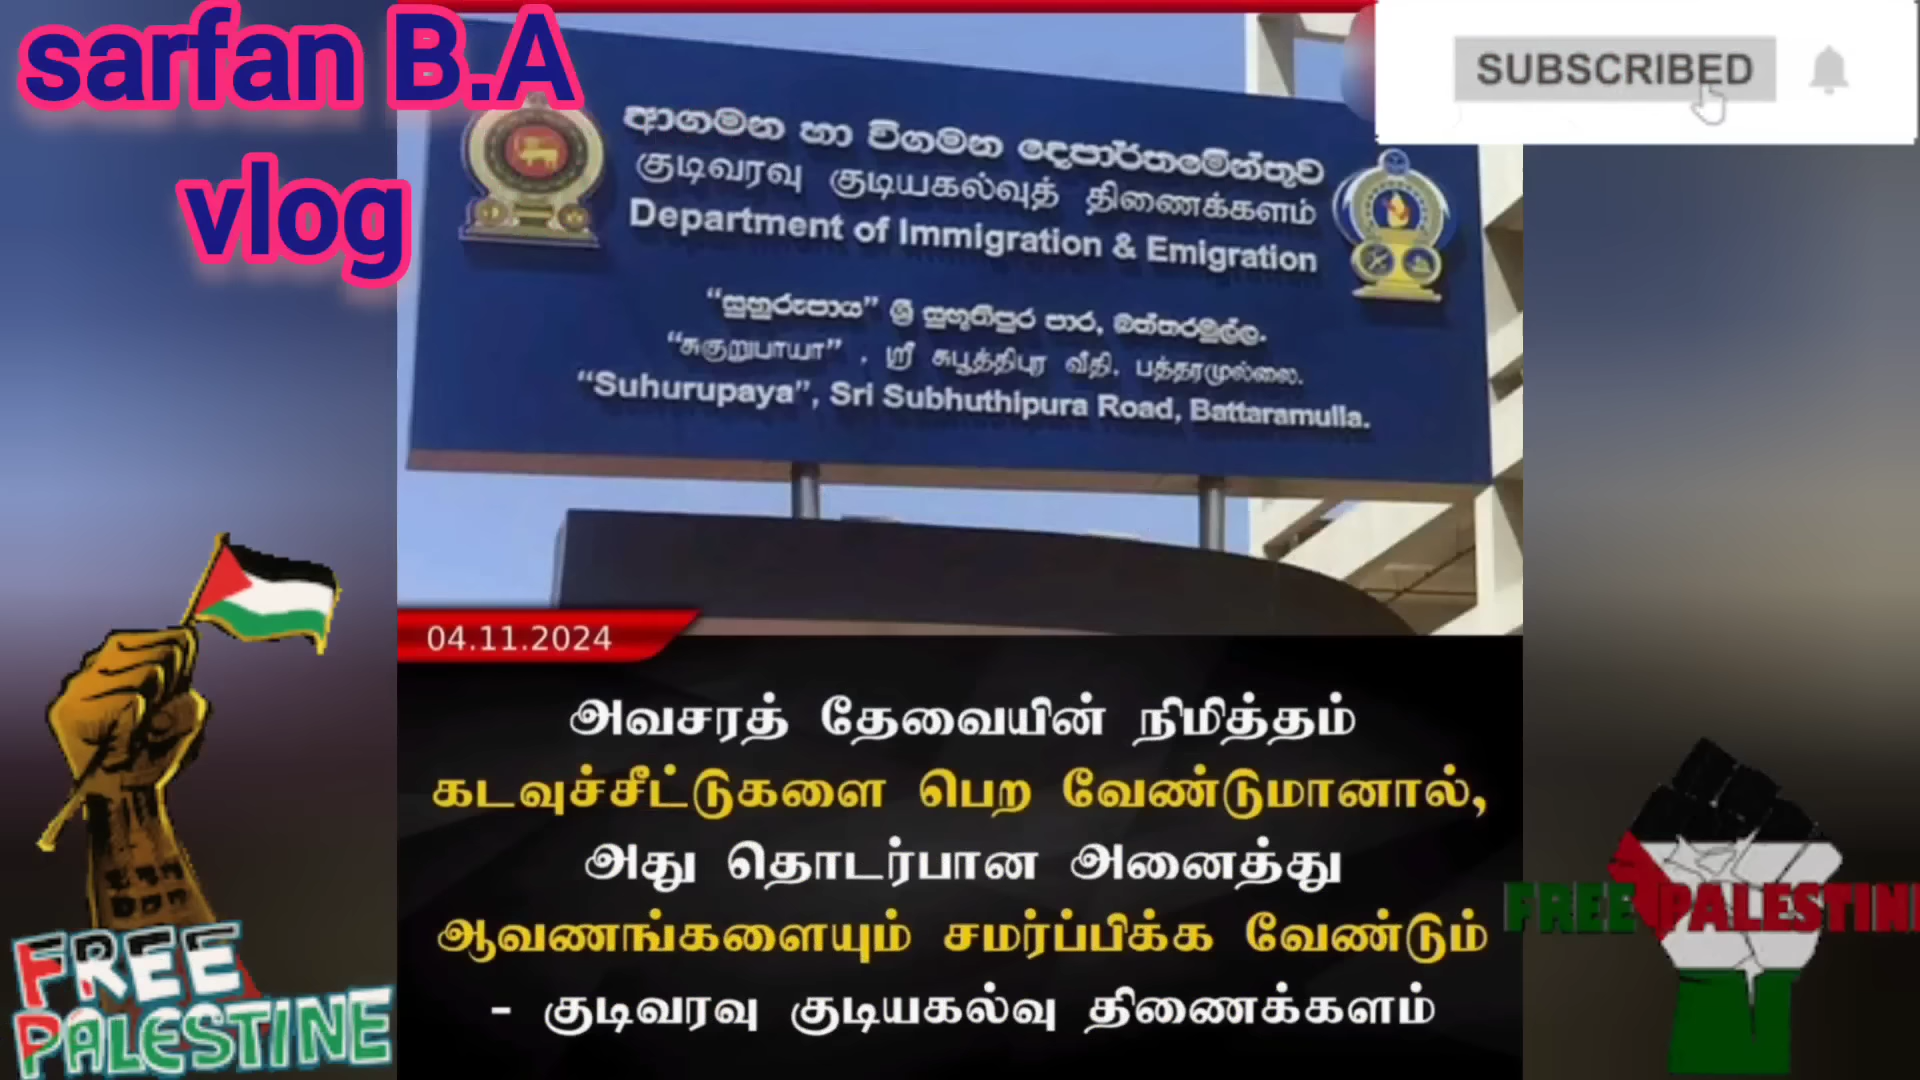 sarfan B.A
vlog
SUBSCRIBED
ආගමන හා විගමන දෙපාර්තමේන්තුව
குடிவரவு குடியகல்வுத் திணைக்களம்
Department of Immigration & Emigration
“සුහුරුපාය” ශ්‍රී සුභූතිපුර පාර, බත්තරමුල්ල.
“சுகுறுபாயா” , ஸ்ரீ சுபூத்திபுர வீதி, பத்தரமுல்லை.
“Suhurupaya”, Sri Subhuthipura Road, Battaramulla.
04.11.2024
அவசரத் தேவையின் நிமித்தம்
கடவுச்சீட்டுகளை பெற வேண்டுமானால்,
அது தொடர்பான அனைத்து
ஆவணங்களையும் சமர்ப்பிக்க வேண்டும்
- குடிவரவு குடியகல்வு திணைக்களம்
FREE
PALESTINE
FREE PALESTINE